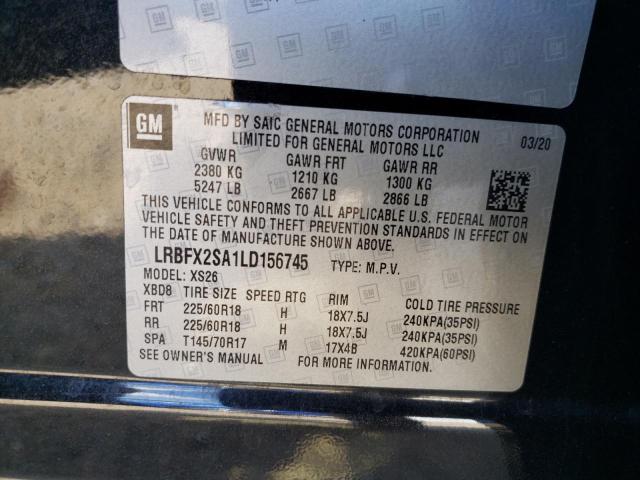 GM
MFD BY SAIC GENERAL MOTORS CORPORATION
LIMITED FOR GENERAL MOTORS LLC
03/20
GVWR GAWR FRT GAWR RR
2380 KG 1210 KG 1300 KG
5247 LB 2667 LB 2866 LB
THIS VEHICLE CONFORMS TO ALL APPLICABLE U.S. FEDERAL MOTOR
VEHICLE SAFETY AND THEFT PREVENTION STANDARDS IN EFFECT ON
THE DATE OF MANUFACTURE SHOWN ABOVE.
LRBFX2SA1LD156745 TYPE: M.P.V.
MODEL: XS26
XBD8 TIRE SIZE SPEED RTG RIM COLD TIRE PRESSURE
FRT 225/60R18 H 18X7.5J 240KPA(35PSI)
RR 225/60R18 H 18X7.5J 240KPA(35PSI)
SPA T145/70R17 M 17X4B 420KPA(60PSI)
SEE OWNER'S MANUAL FOR MORE INFORMATION.